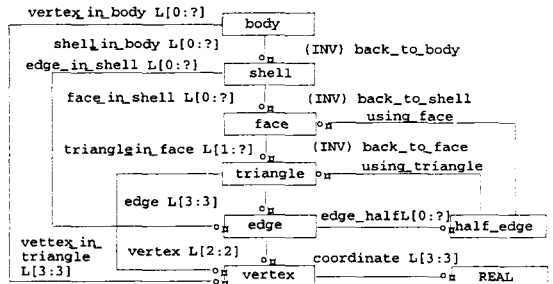 vertex_in_body L[0:?]
body
shell_in_body L[0:?]
(INV) back_to_body
edge_in_shell L[0:?]
shell
face_in_shell L[0:?]
(INV) back_to_shell
using_face
face
triangle_in_face L[1:?]
(INV) back_to_face
using_triangle
triangle
edge L[3:3]
edge
edge_halfL[0:?]
half_edge
vettex_in_
triangle
L[3:3]
vertex L[2:2]
coordinate L[3:3]
vertex
REAL